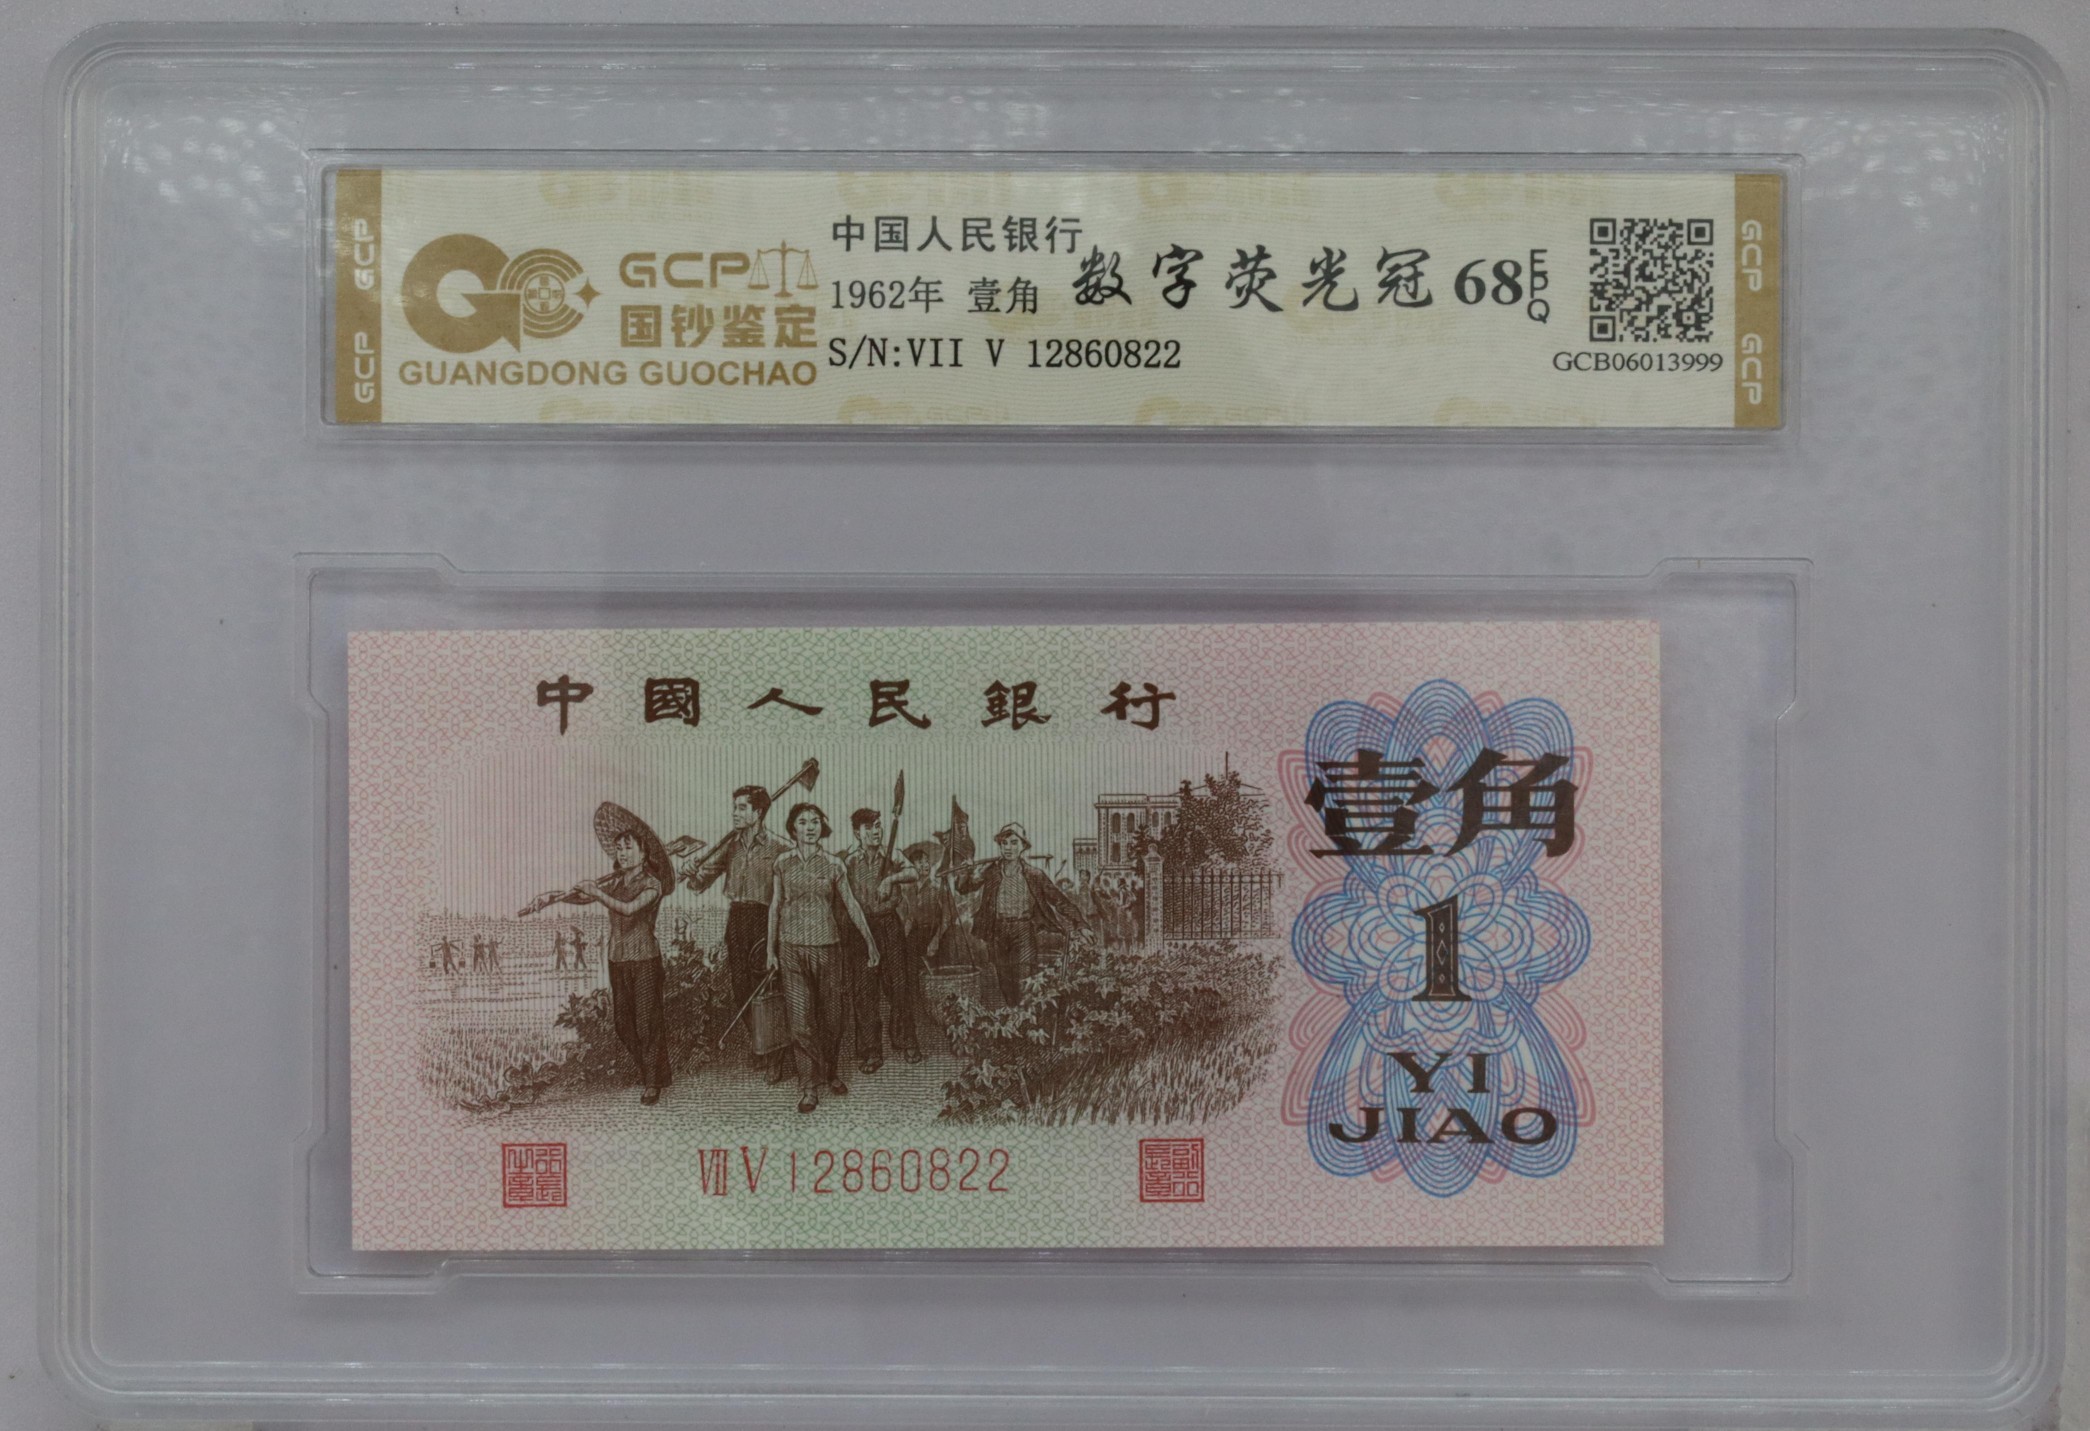 GCP
GCP
GCP
国钞鉴定
GUANGDONG GUOCHAO
中国人民银行
1962年 壹角
S/N:VII V 12860822
数字荧光冠 68 EPQ
GCB06013999
GCP
GCP
中國人民銀行
壹角
1
YI
JIAO
VII V 12860822